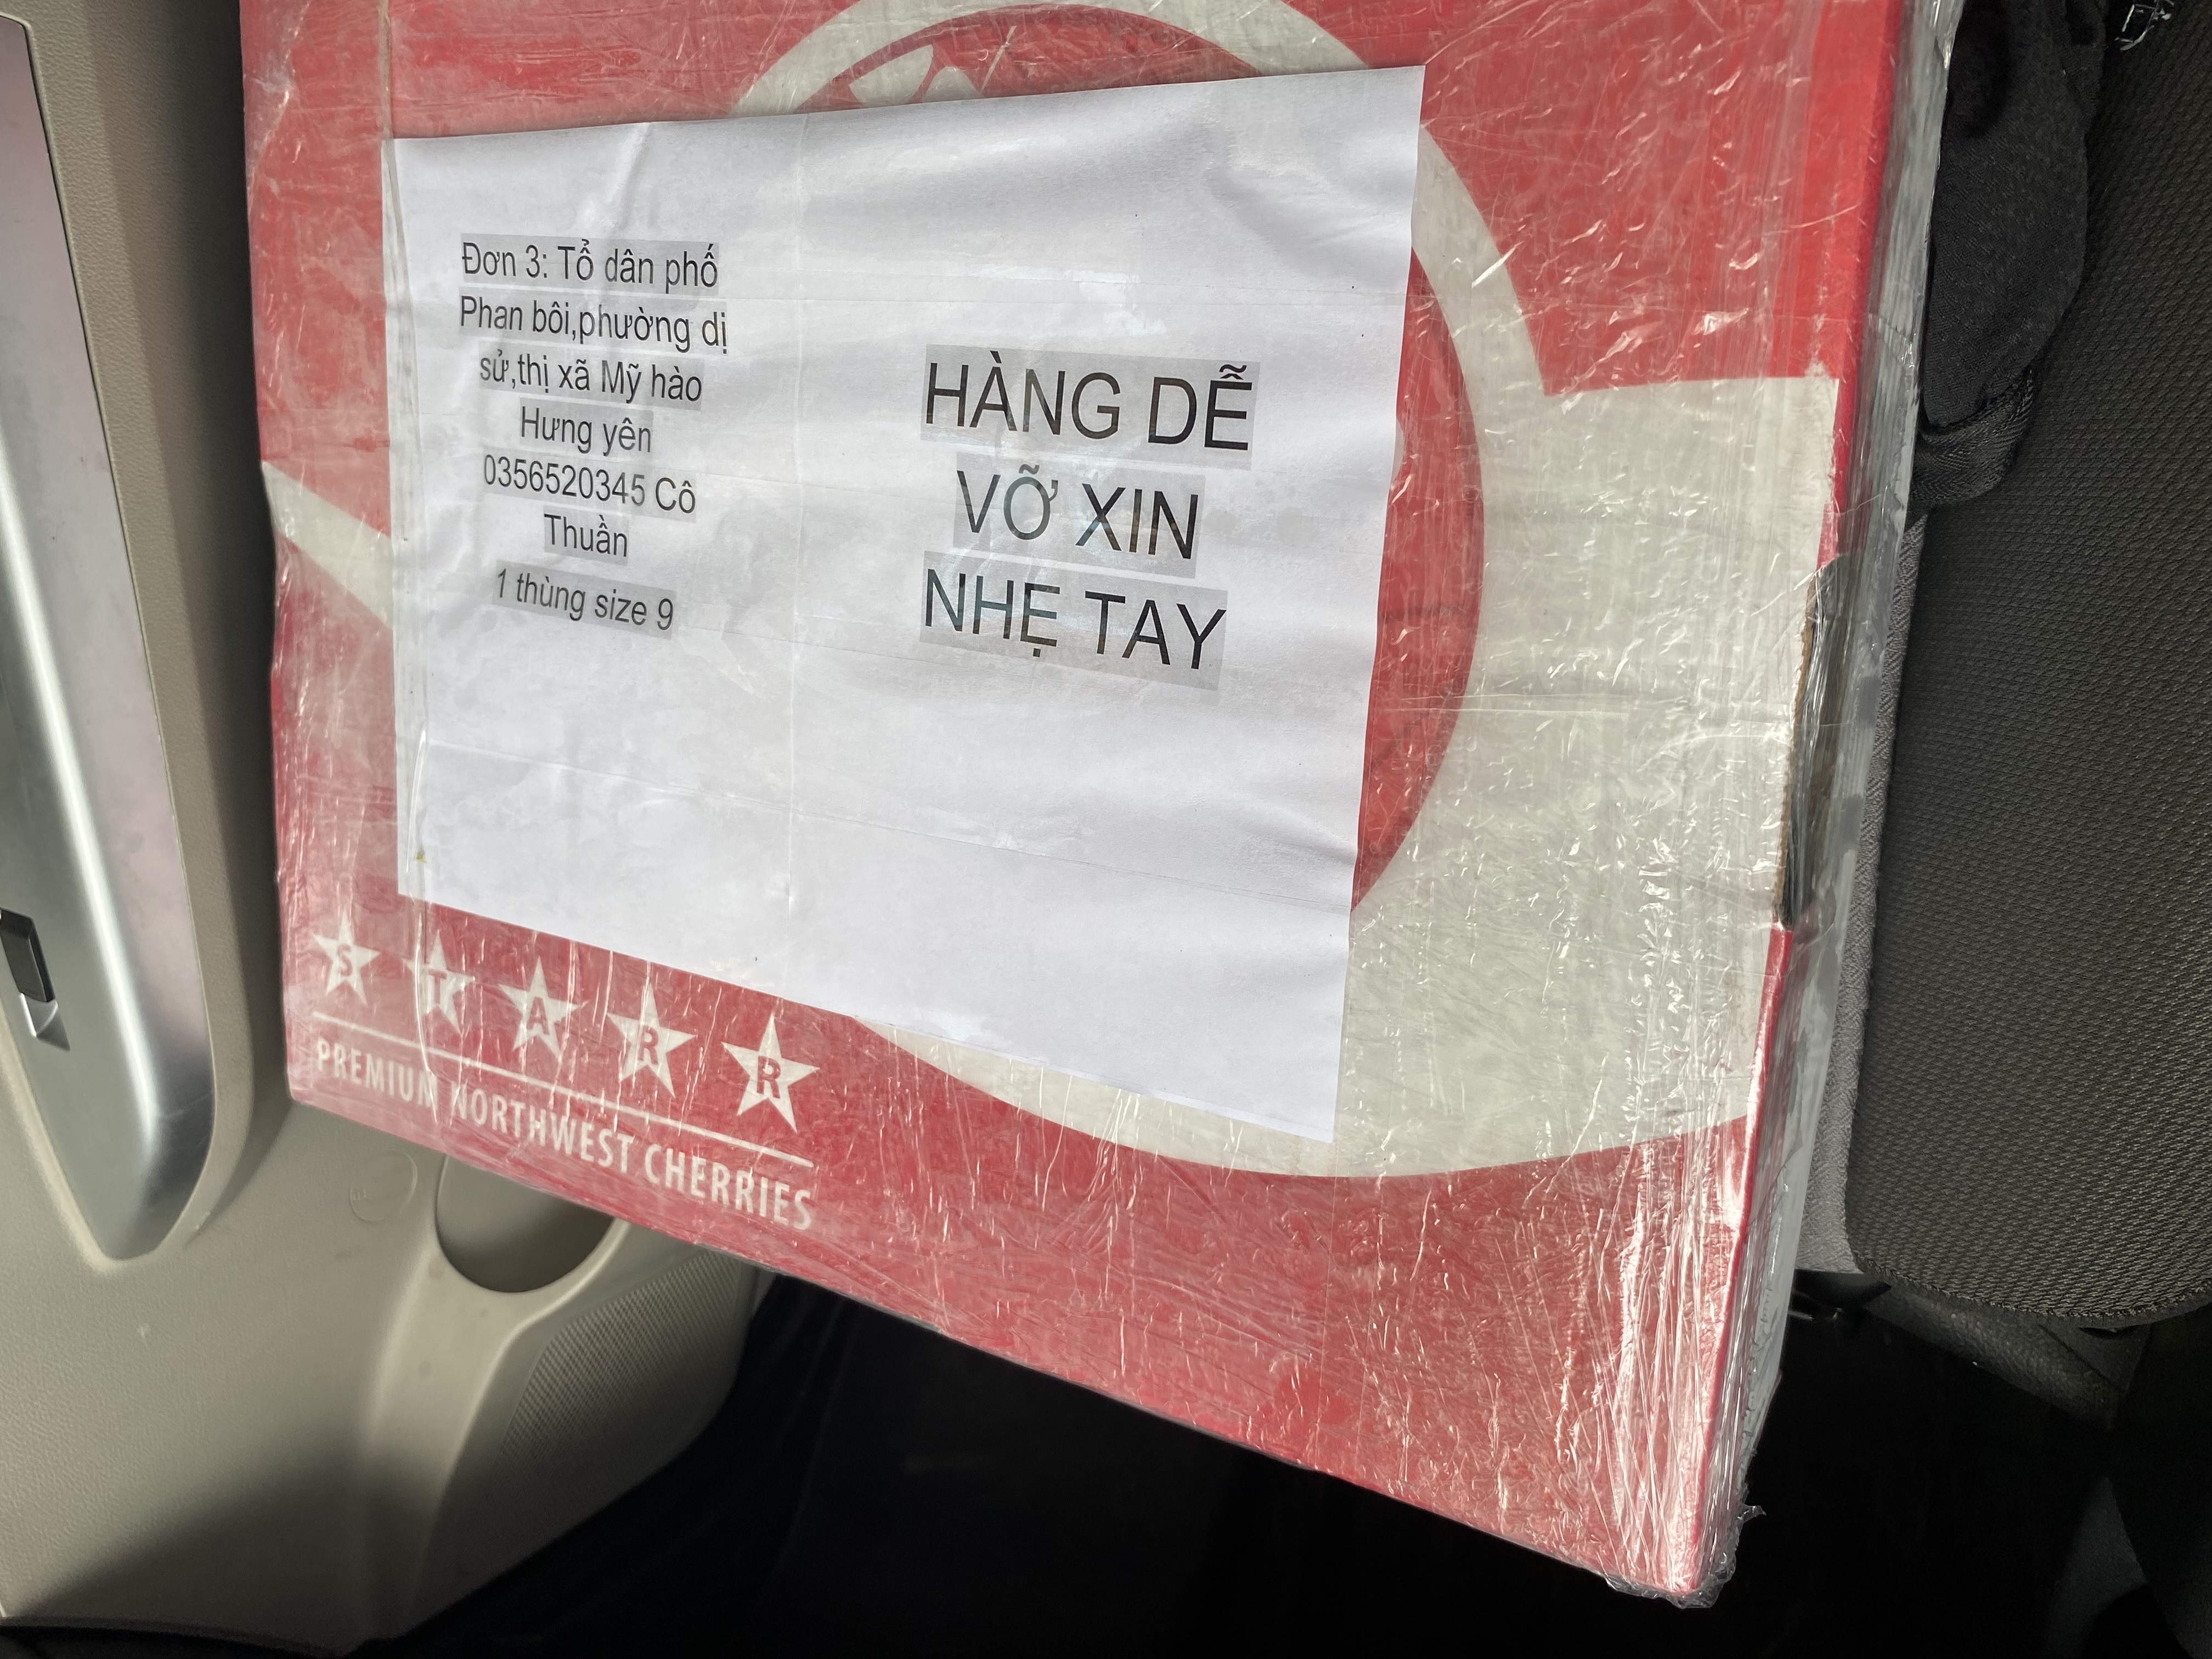 Đơn 3: Tổ dân phố
Phan bôi,phường dị
sử,thị xã Mỹ hào
Hưng yên
0356520345 Cô
Thuần
1 thùng size 9
HÀNG DỄ
VỠ XIN
NHẸ TAY
STARR
PREMIUM NORTHWEST CHERRIES